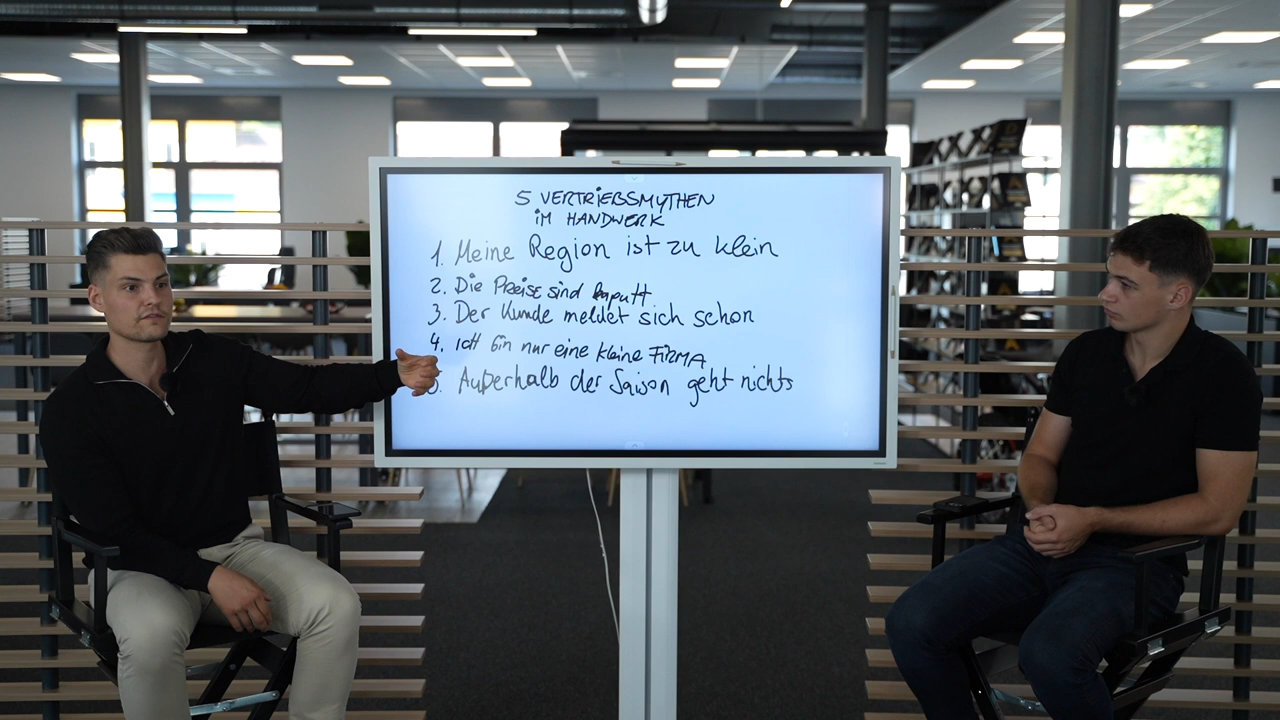 5 VERTRIEBSMYTHEN
IM HANDWERK
1. Meine Region ist zu klein
2. Die Preise sind kaputt
3. Der Kunde meldet sich schon
4. ICH bin nur eine kleine FIRMA
Außerhalb der Saison geht nichts